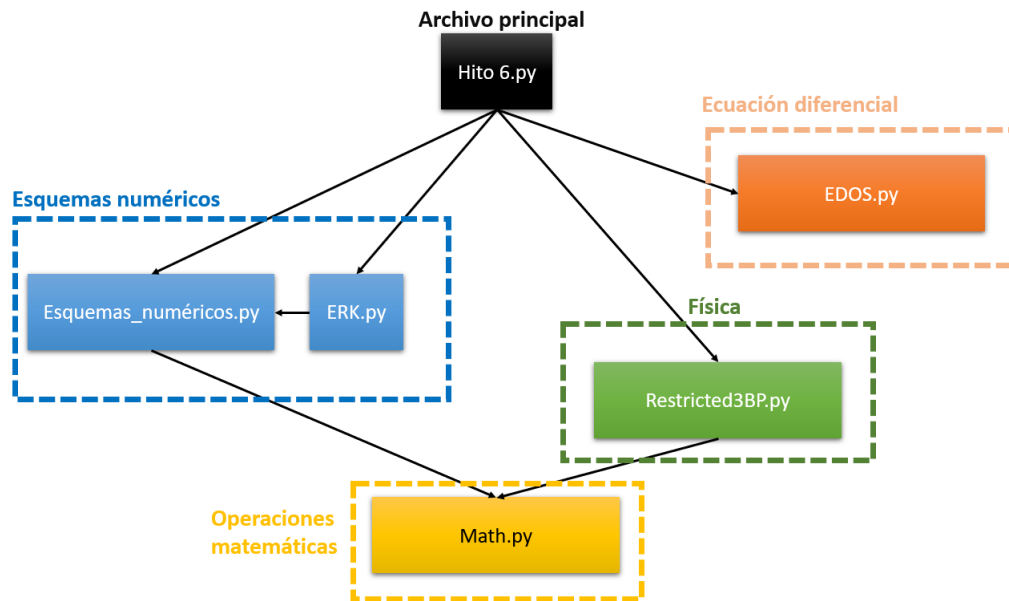 Archivo principal
Hito 6.py
Ecuación diferencial
EDOS.py
Esquemas numéricos
Esquemas_numéricos.py
ERK.py
Física
Restricted3BP.py
Operaciones
matemáticas
Math.py